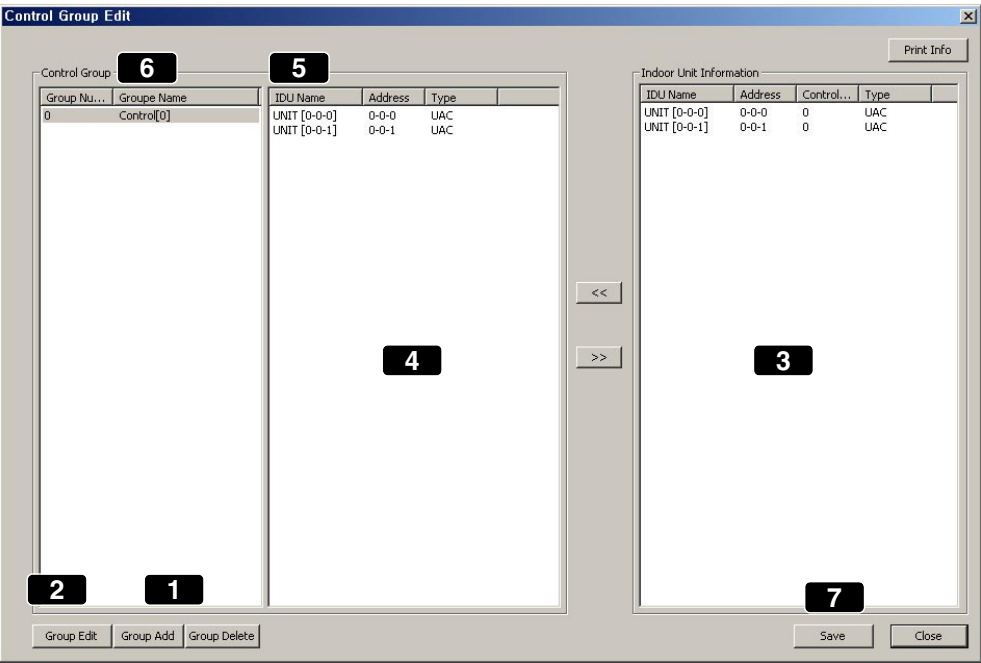 Control Group Edit
Print Info
Control Group
6
5
Indoor Unit Information
Group Nu... Groupe Name
IDU Name Address Type
IDU Name Address Control... Type
0 Control[0]
UNIT [0-0-0] 0-0-0 UAC
UNIT [0-0-1] 0-0-1 UAC
UNIT [0-0-0] 0-0-0 0 UAC
UNIT [0-0-1] 0-0-1 0 UAC
<<
>>
4
3
2
1
7
Group Edit Group Add Group Delete
Save Close